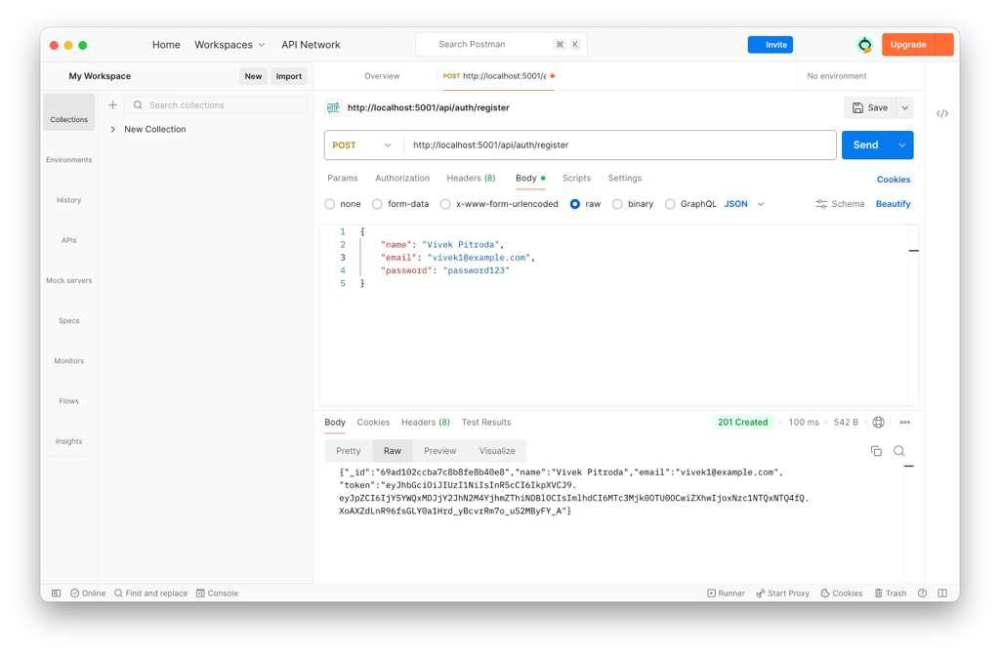 Home Workspaces API Network Search Postman ⌘ K Invite Upgrade
My Workspace New Import Overview POST http://localhost:5001/a No environment
Collections
Search collections
New Collection
Environments
History
APIs
Mock servers
Specs
Monitors
Flows
Insights
HTTP http://localhost:5001/api/auth/register Save </>
POST http://localhost:5001/api/auth/register Send
Params Authorization Headers (8) Body Scripts Settings Cookies
none form-data x-www-form-urlencoded raw binary GraphQL JSON Schema Beautify
1 {
2 "name": "Vivek Pitroda",
3 "email": "vivek1@example.com",
4 "password": "password123"
5 }
Body Cookies Headers (8) Test Results 201 Created 100 ms 542 B
Pretty Raw Preview Visualize
{"_id":"69ad102ccba7c8b8fe8b40e8","name":"Vivek Pitroda","email":"vivek1@example.com",
"token":"eyJhbGciOiJIUzI1NiIsInR5cCI6IkpXVCJ9.
eyJpZCI6IjY5YWQxMDJjY2JhN2M4YjhmZThiNDBlOCIsImlhdCI6MTc3Mjk0OTU0OCwiZXhwIjoxNzc1NTQxNTQ4fQ.
XoAXZdLnR96fsGLY0a1Hrd_yBcvrRm7o_u52MByFY_A"}
Online Find and replace Console Runner Start Proxy Cookies Trash